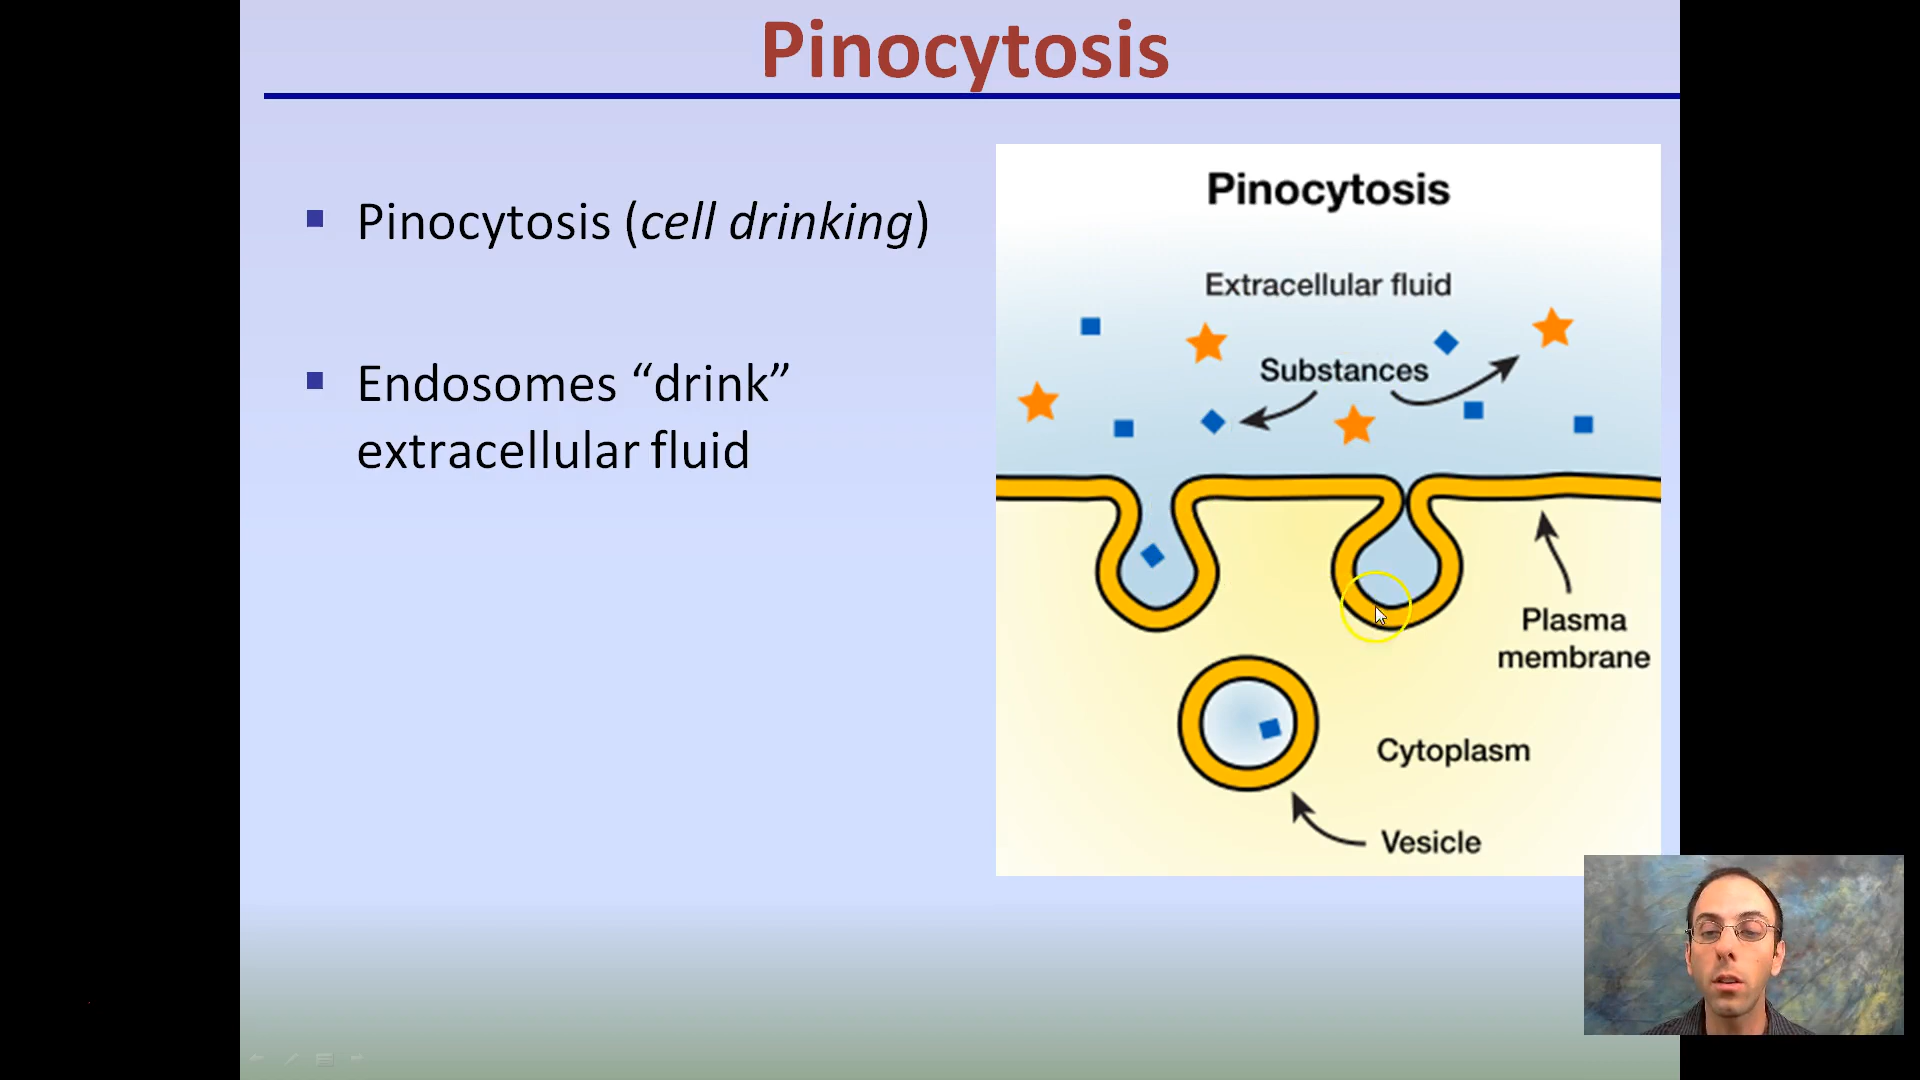 Pinocytosis
Pinocytosis (cell drinking)
Endosomes “drink”
extracellular fluid
Pinocytosis
Extracellular fluid
Substances
Plasma
membrane
Cytoplasm
Vesicle